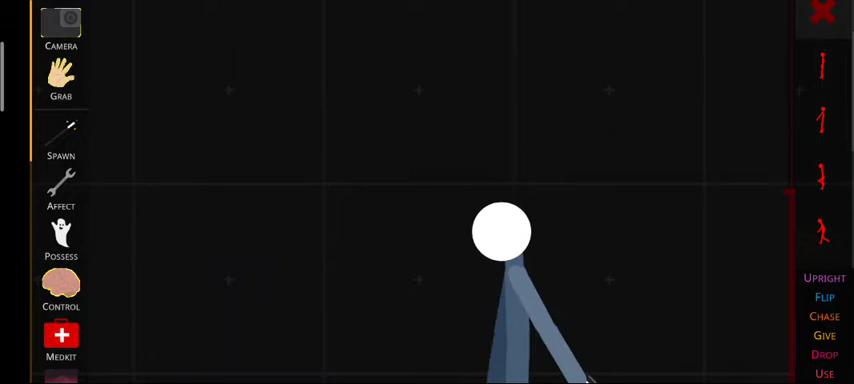 CAMERA
GRAB
SPAWN
AFFECT
POSSESS
CONTROL
MEDKIT
UPRIGHT
FLIP
CHASE
GIVE
DROP
USE